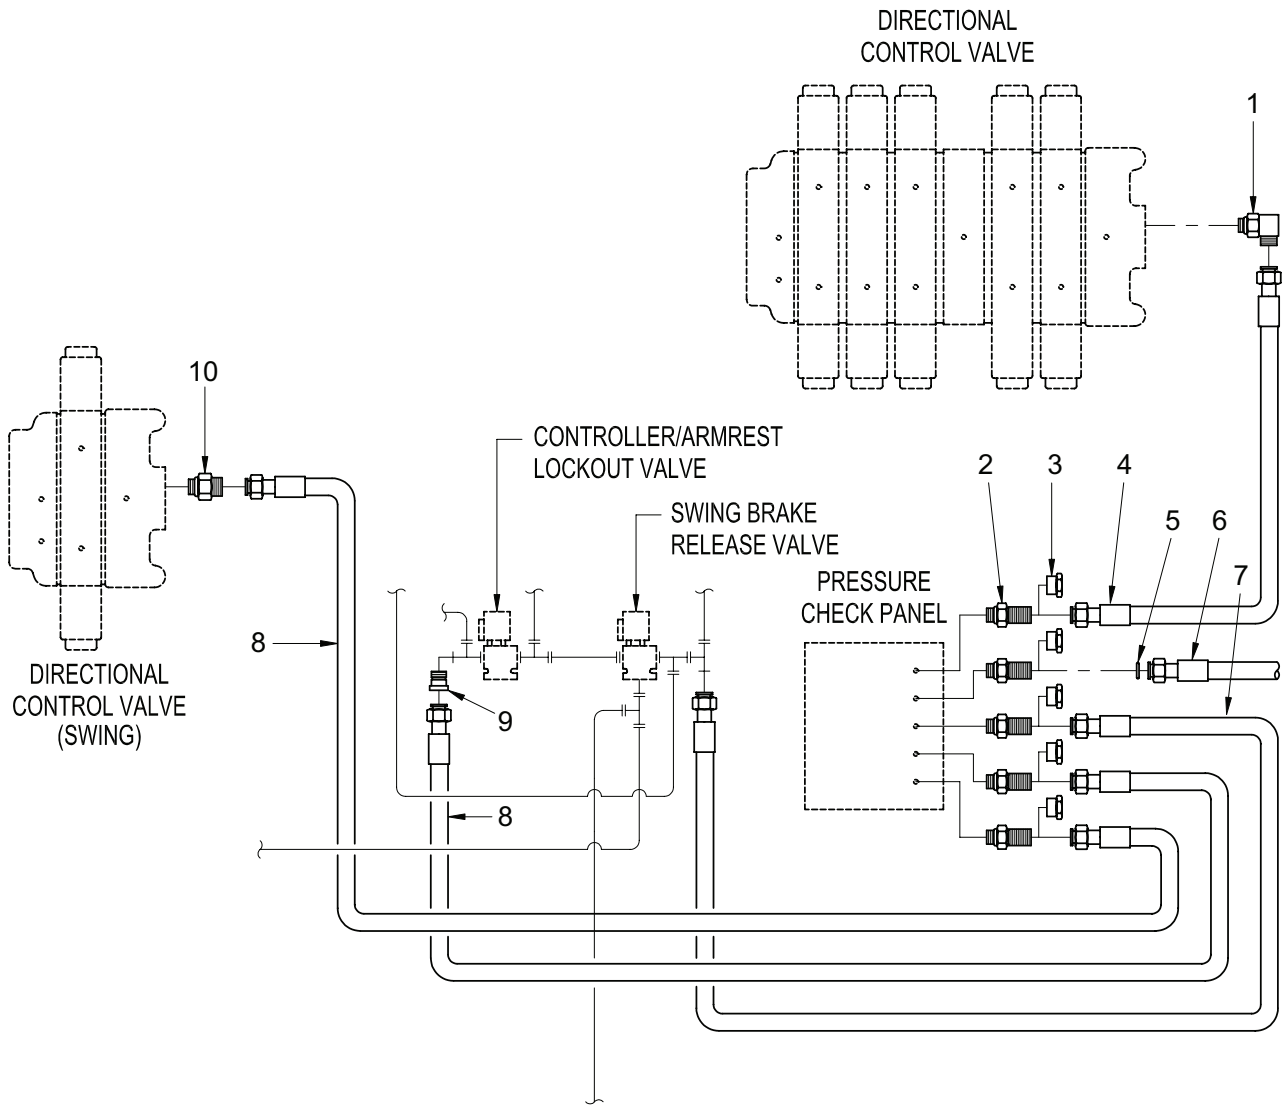 DIRECTIONAL
CONTROL VALVE
1
10
CONTROLLER/ARMREST
LOCKOUT VALVE
2
3
4
5
6
7
SWING BRAKE
RELEASE VALVE
PRESSURE
CHECK PANEL
8
DIRECTIONAL
CONTROL VALVE
(SWING)
9
8